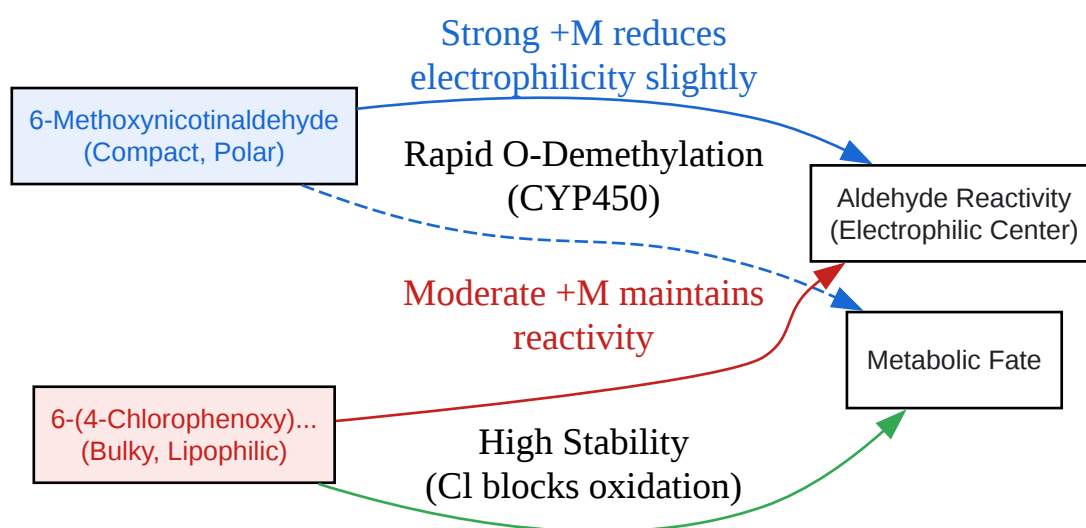 Strong +M reduces
electrophilicity slightly
6-Methoxynicotinaldehyde
(Compact, Polar)
Rapid O-Demethylation
(CYP450)
Aldehyde Reactivity
(Electrophilic Center)
Moderate +M maintains
reactivity
Metabolic Fate
6-(4-Chlorophenoxy)...
(Bulky, Lipophilic)
High Stability
(Cl blocks oxidation)